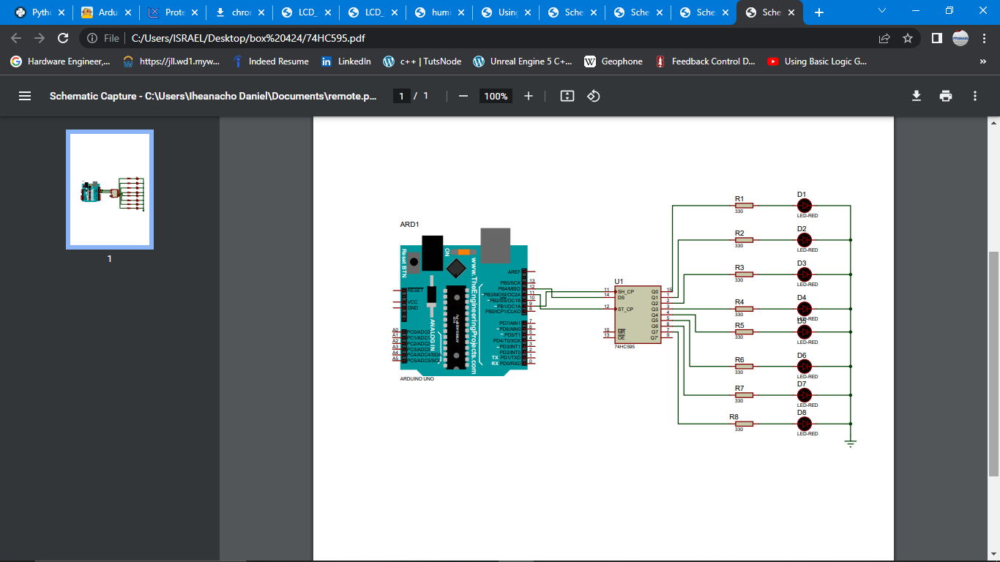 Pyth
Ardu
Prote
chror
LCD_
LCD_
humi
Using
Sche
Sche
Sche
Sche
File
C:/Users/ISRAEL/Desktop/box%20424/74HC595.pdf
Hardware Engineer,...
https://jll.wd1.myw...
Indeed Resume
LinkedIn
c++ | TutsNode
Unreal Engine 5 C+...
Geophone
Feedback Control D...
Using Basic Logic G...
»
Schematic Capture - C:\Users\Iheanacho Daniel\Documents\remote.p...
1 / 1
100%
1
ARD1
Reset BTN
ON
www.TheEngineeringProjects.com
ANALOG IN
RESET
VCC
GND
A0 PC0/ADC0
A1 PC1/ADC1
A2 PC2/ADC2
A3 PC3/ADC3
A4 PC4/ADC4/SDA
A5 PC5/ADC5/SCL
AREF
PB5/SCK 13
PB4/MISO 12
~PB3/MOSI/OC2A 11
~PB2/SS/OC1B 10
~PB1/OC1A 9
PB0/ICP1/CLKO 8
PD7/AIN1 7
~PD6/AIN0 6
~PD5/T1 5
PD4/T0/XCK 4
~PD3/INT1 3
PD2/INT0 2
TX PD1/TXD 1
RX PD0/RXD 0
ARDUINO UNO
U1
11 SH_CP Q0 15
14 DS Q1 1
Q2 2
12 ST_CP Q3 3
Q4 4
Q5 5
Q6 6
10 MR Q7 7
13 OE Q7' 9
74HC595
R1 D1
330 LED-RED
R2 D2
330 LED-RED
R3 D3
330 LED-RED
R4 D4
330 LED-RED
R5 D5
330 LED-RED
R6 D6
330 LED-RED
R7 D7
330 LED-RED
R8 D8
330 LED-RED